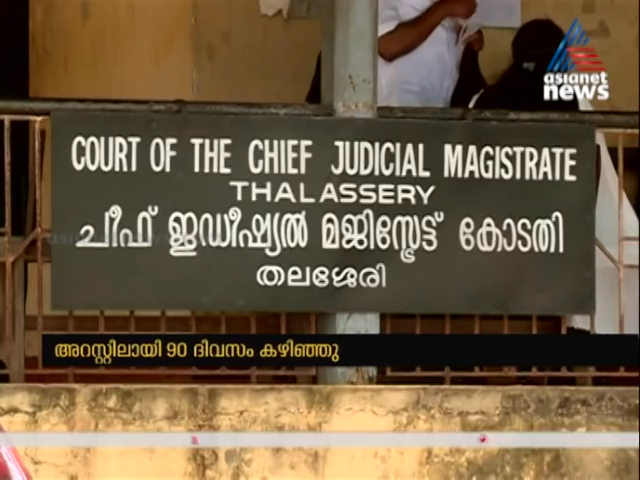 asianet
news
COURT OF THE CHIEF JUDICIAL MAGISTRATE
THALASSERY
ചീഫ് ജുഡീഷ്യൽ മജിസ്ട്രേട്ട് കോടതി
തലശ്ശേരി
അറസ്റ്റിലായി 90 ദിവസം കഴിഞ്ഞു